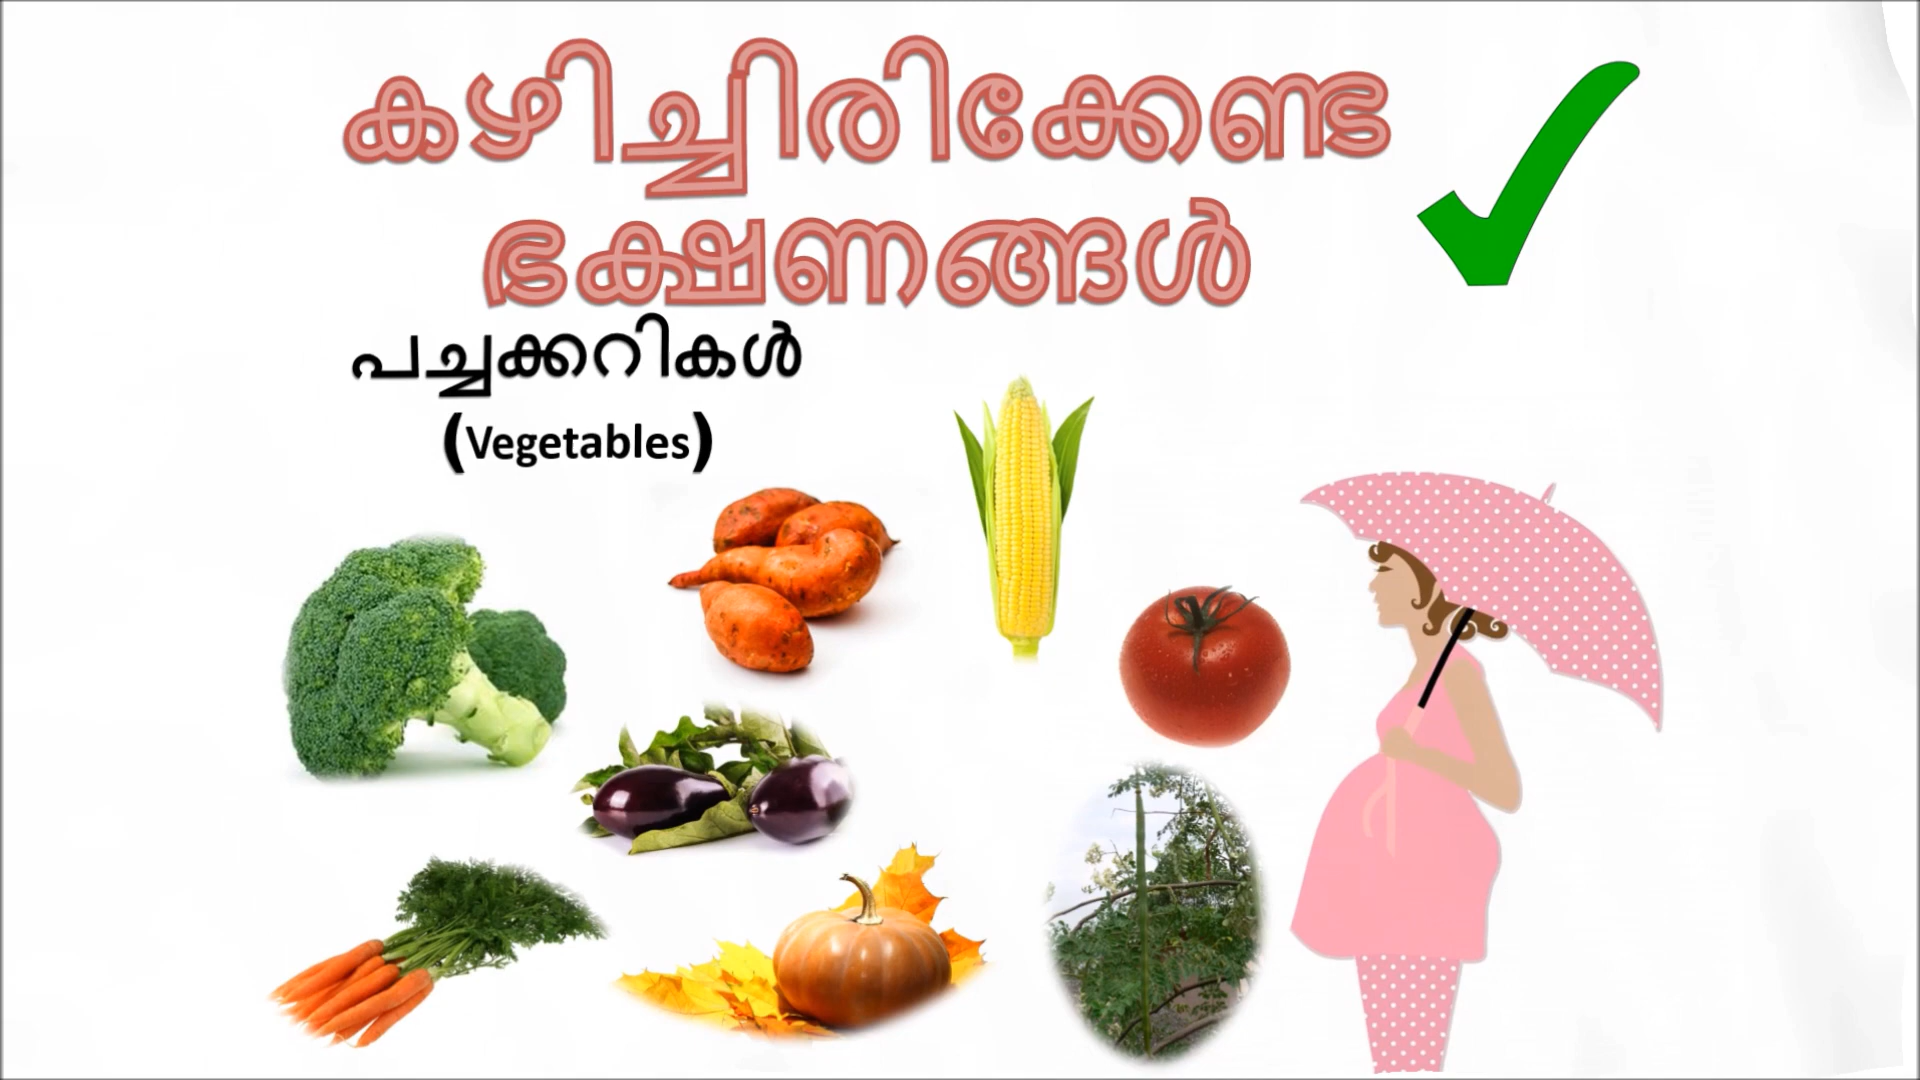 കഴിച്ചിരിക്കേണ്ട
ഭക്ഷണങ്ങൾ
പച്ചക്കറികൾ
(Vegetables)